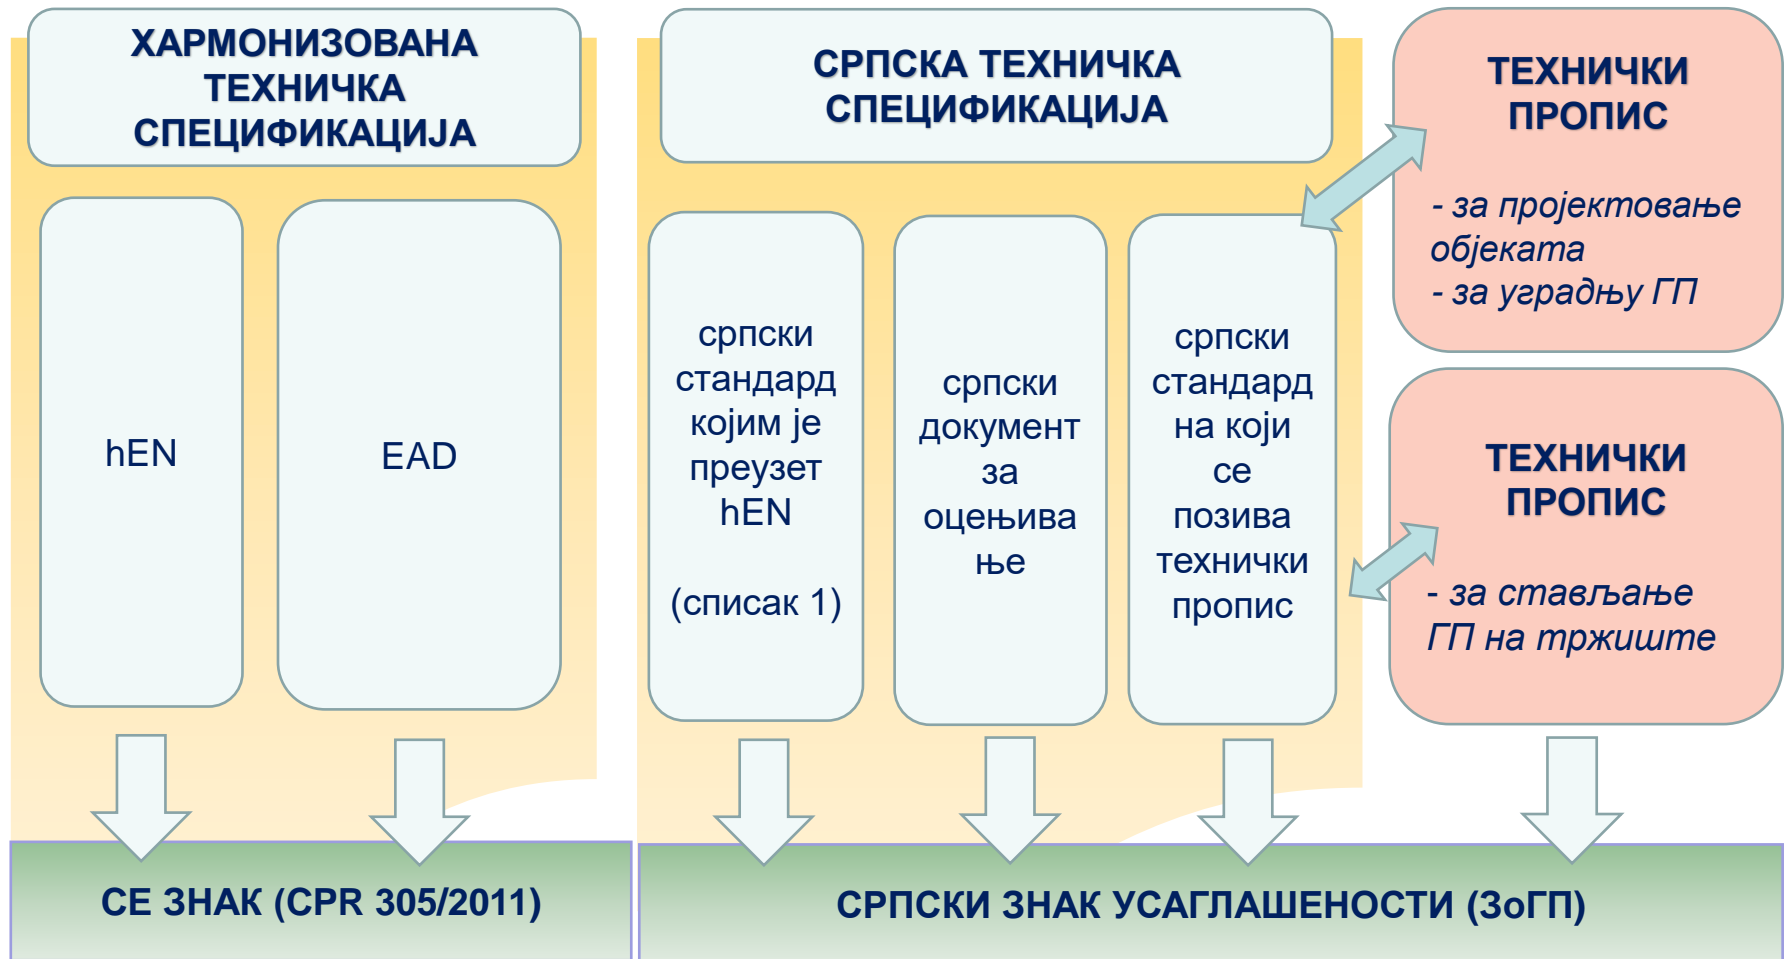 ХАРМОНИЗОВАНА
ТЕХНИЧКА
СПЕЦИФИКАЦИЈА
hEN
EAD
СЕ ЗНАК (CPR 305/2011)
СРПСКА ТЕХНИЧКА
СПЕЦИФИКАЦИЈА
српски
стандард
којим је
преузет
hEN
(списак 1)
српски
документ
за
оцењива
ње
српски
стандард
на који
се
позива
технички
пропис
ТЕХНИЧКИ
ПРОПИС
- за пројектовање
објеката
- за уградњу ГП
ТЕХНИЧКИ
ПРОПИС
- за стављање
ГП на тржиште
СРПСКИ ЗНАК УСАГЛАШЕНОСТИ (ЗоГП)